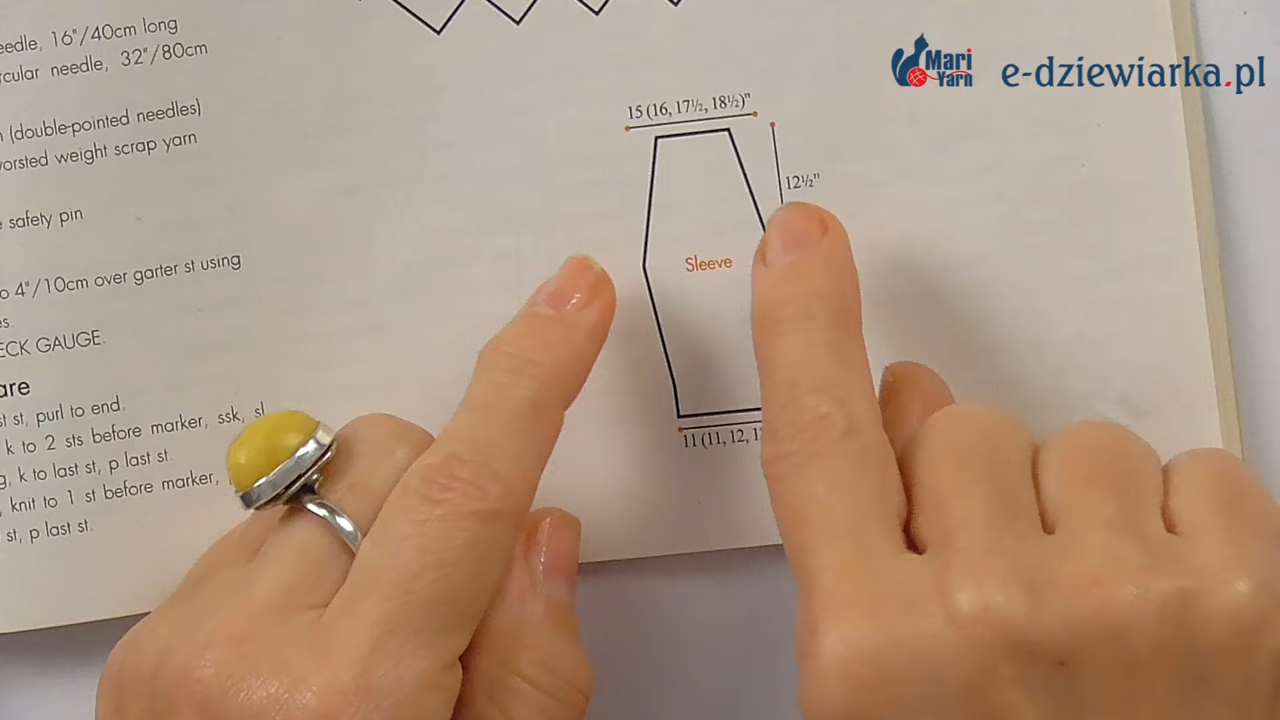 eedle, 16"/40cm long
rcular needle, 32"/80cm
(double-pointed needles)
orsted weight scrap yarn
safety pin
o 4"/10cm over garter st using
es.
ECK GAUGE.
are
st st, purl to end.
k to 2 sts before marker, ssk, sl
g, k to last st, p last st.
, knit to 1 st before marker,
st, p last st.
15 (16, 17½, 18½)"
12½"
Sleeve
11 (11, 12, 1
Mari
Yarn
e-dziewiarka.pl